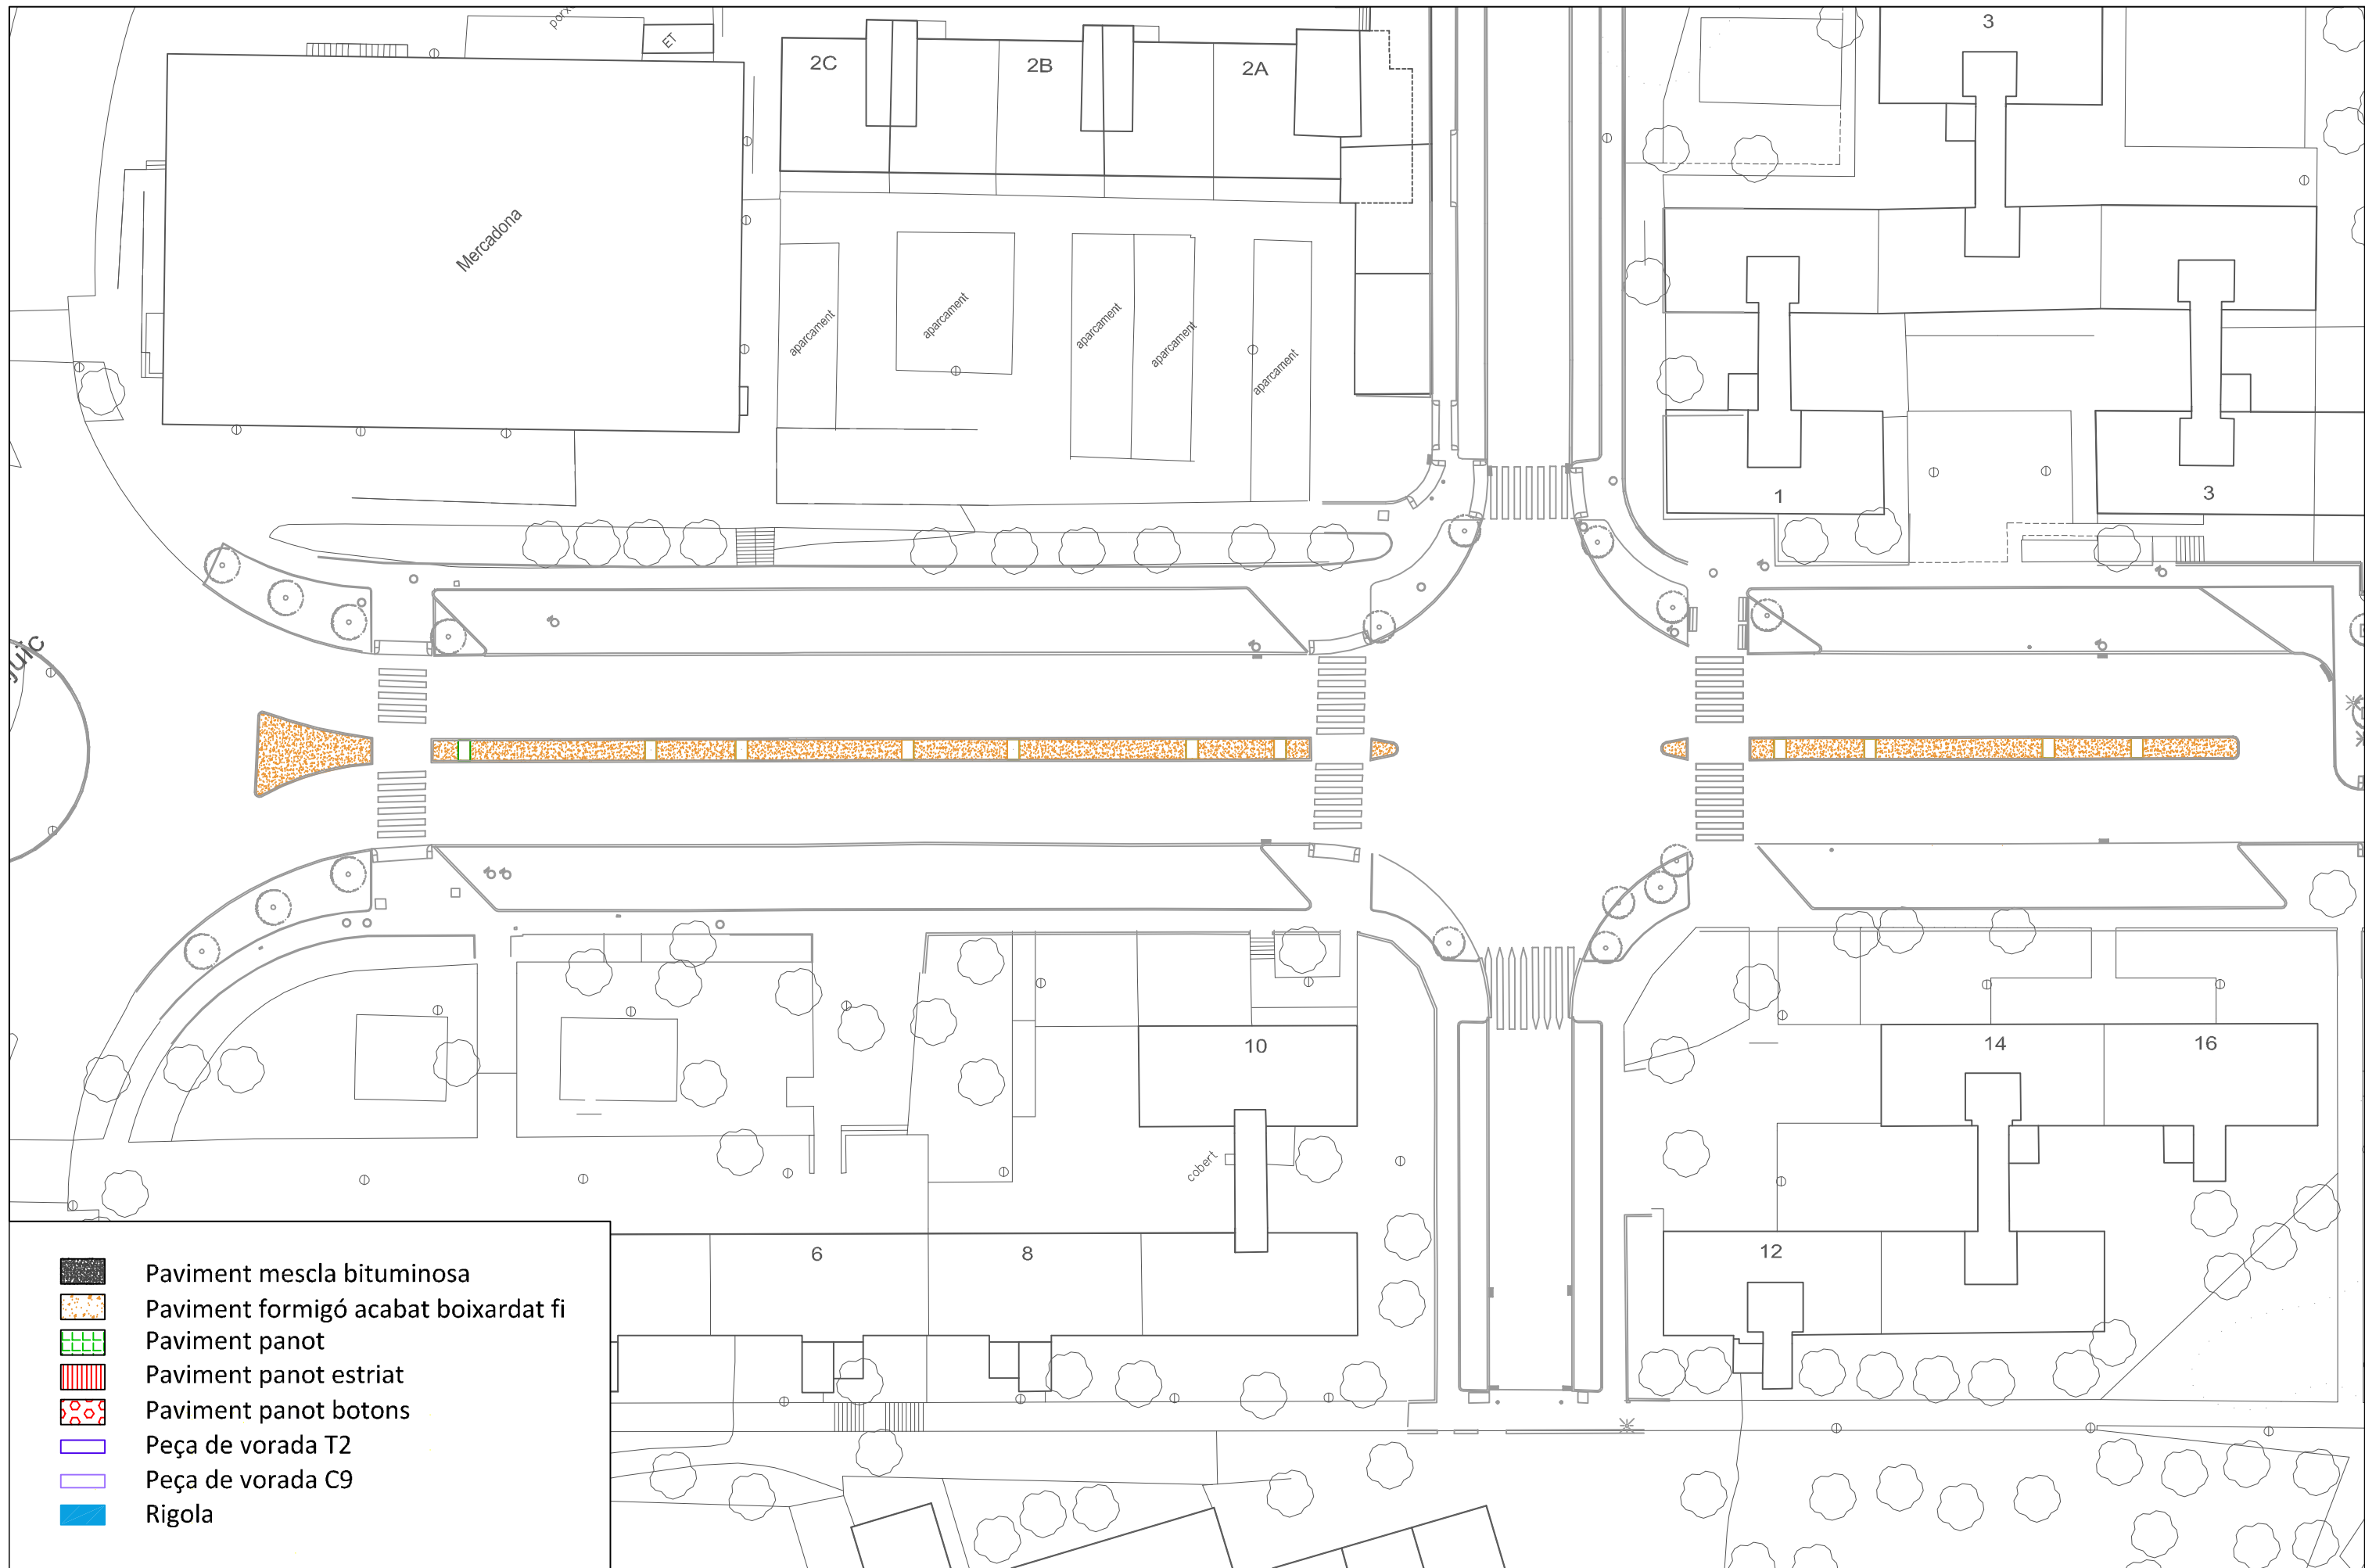 porx
ET
2C
2B
2A
3
Mercadona
aparcament
aparcament
aparcament
aparcament
aparcament
1
3
juïc
10
14
16
cobert
6
8
12
Paviment mescla bituminosa
Paviment formigó acabat boixardat fi
Paviment panot
Paviment panot estriat
Paviment panot botons
Peça de vorada T2
Peça de vorada C9
Rigola